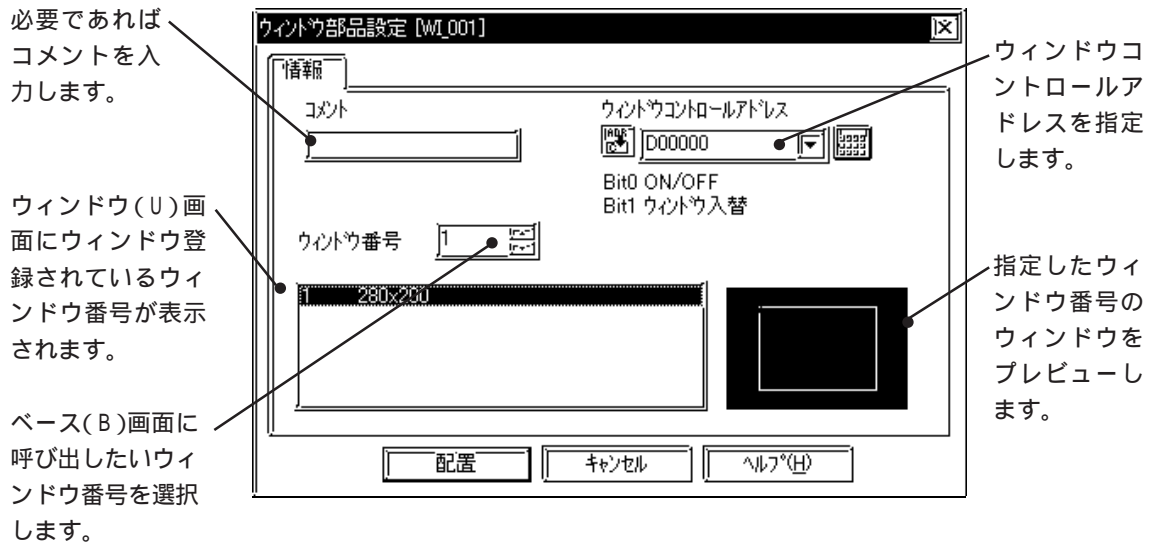 必要であれば
コメントを入
力します。
ウィンドウ(U)画
面にウィンドウ登
録されているウィ
ンドウ番号が表示
されます。
ベース(B)画面に
呼び出したいウィ
ンドウ番号を選択
します。
ウィンドウ部品設定 [WI_001]
情報
コメント
ウィンドウコントロールアドレス
D00000
Bit0 ON/OFF
Bit1 ウィンドウ入替
ウィンドウ番号
1
1 280x200
配置
キャンセル
ヘルプ(H)
ウィンドウコ
ントロールア
ドレスを指定
します。
指定したウィ
ンドウ番号の
ウィンドウを
プレビューし
ます。